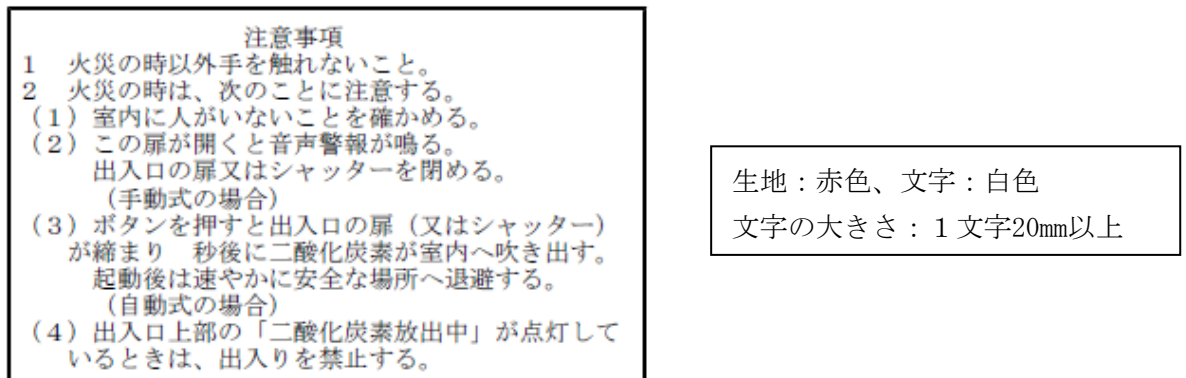 注意事項
1 火災の時以外手を触れないこと。
2 火災の時は、次のことに注意する。
(1)室内に人がいないことを確かめる。
(2)この扉が開くと音声警報が鳴る。
出入口の扉又はシャッターを閉める。
(手動式の場合)
(3)ボタンを押すと出入口の扉(又はシャッター)
が締まり 秒後に二酸化炭素が室内へ吹き出す。
起動後は速やかに安全な場所へ退避する。
(自動式の場合)
(4)出入口上部の「二酸化炭素放出中」が点灯して
いるときは、出入りを禁止する。
生地:赤色、文字:白色
文字の大きさ:1文字20㎜以上